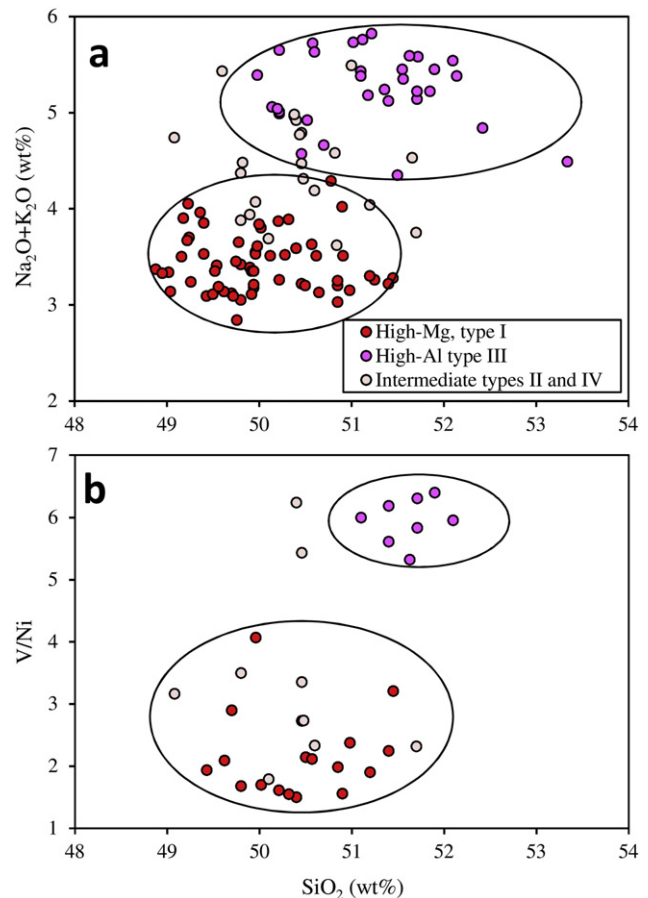 6
a
5
Na₂O+K₂O (wt%)
4
3
High-Mg, type I
High-Al type III
Intermediate types II and IV
2
48 49 50 51 52 53 54
7
b
6
5
V/Ni
4
3
2
1
48 49 50 51 52 53 54
SiO₂ (wt%)